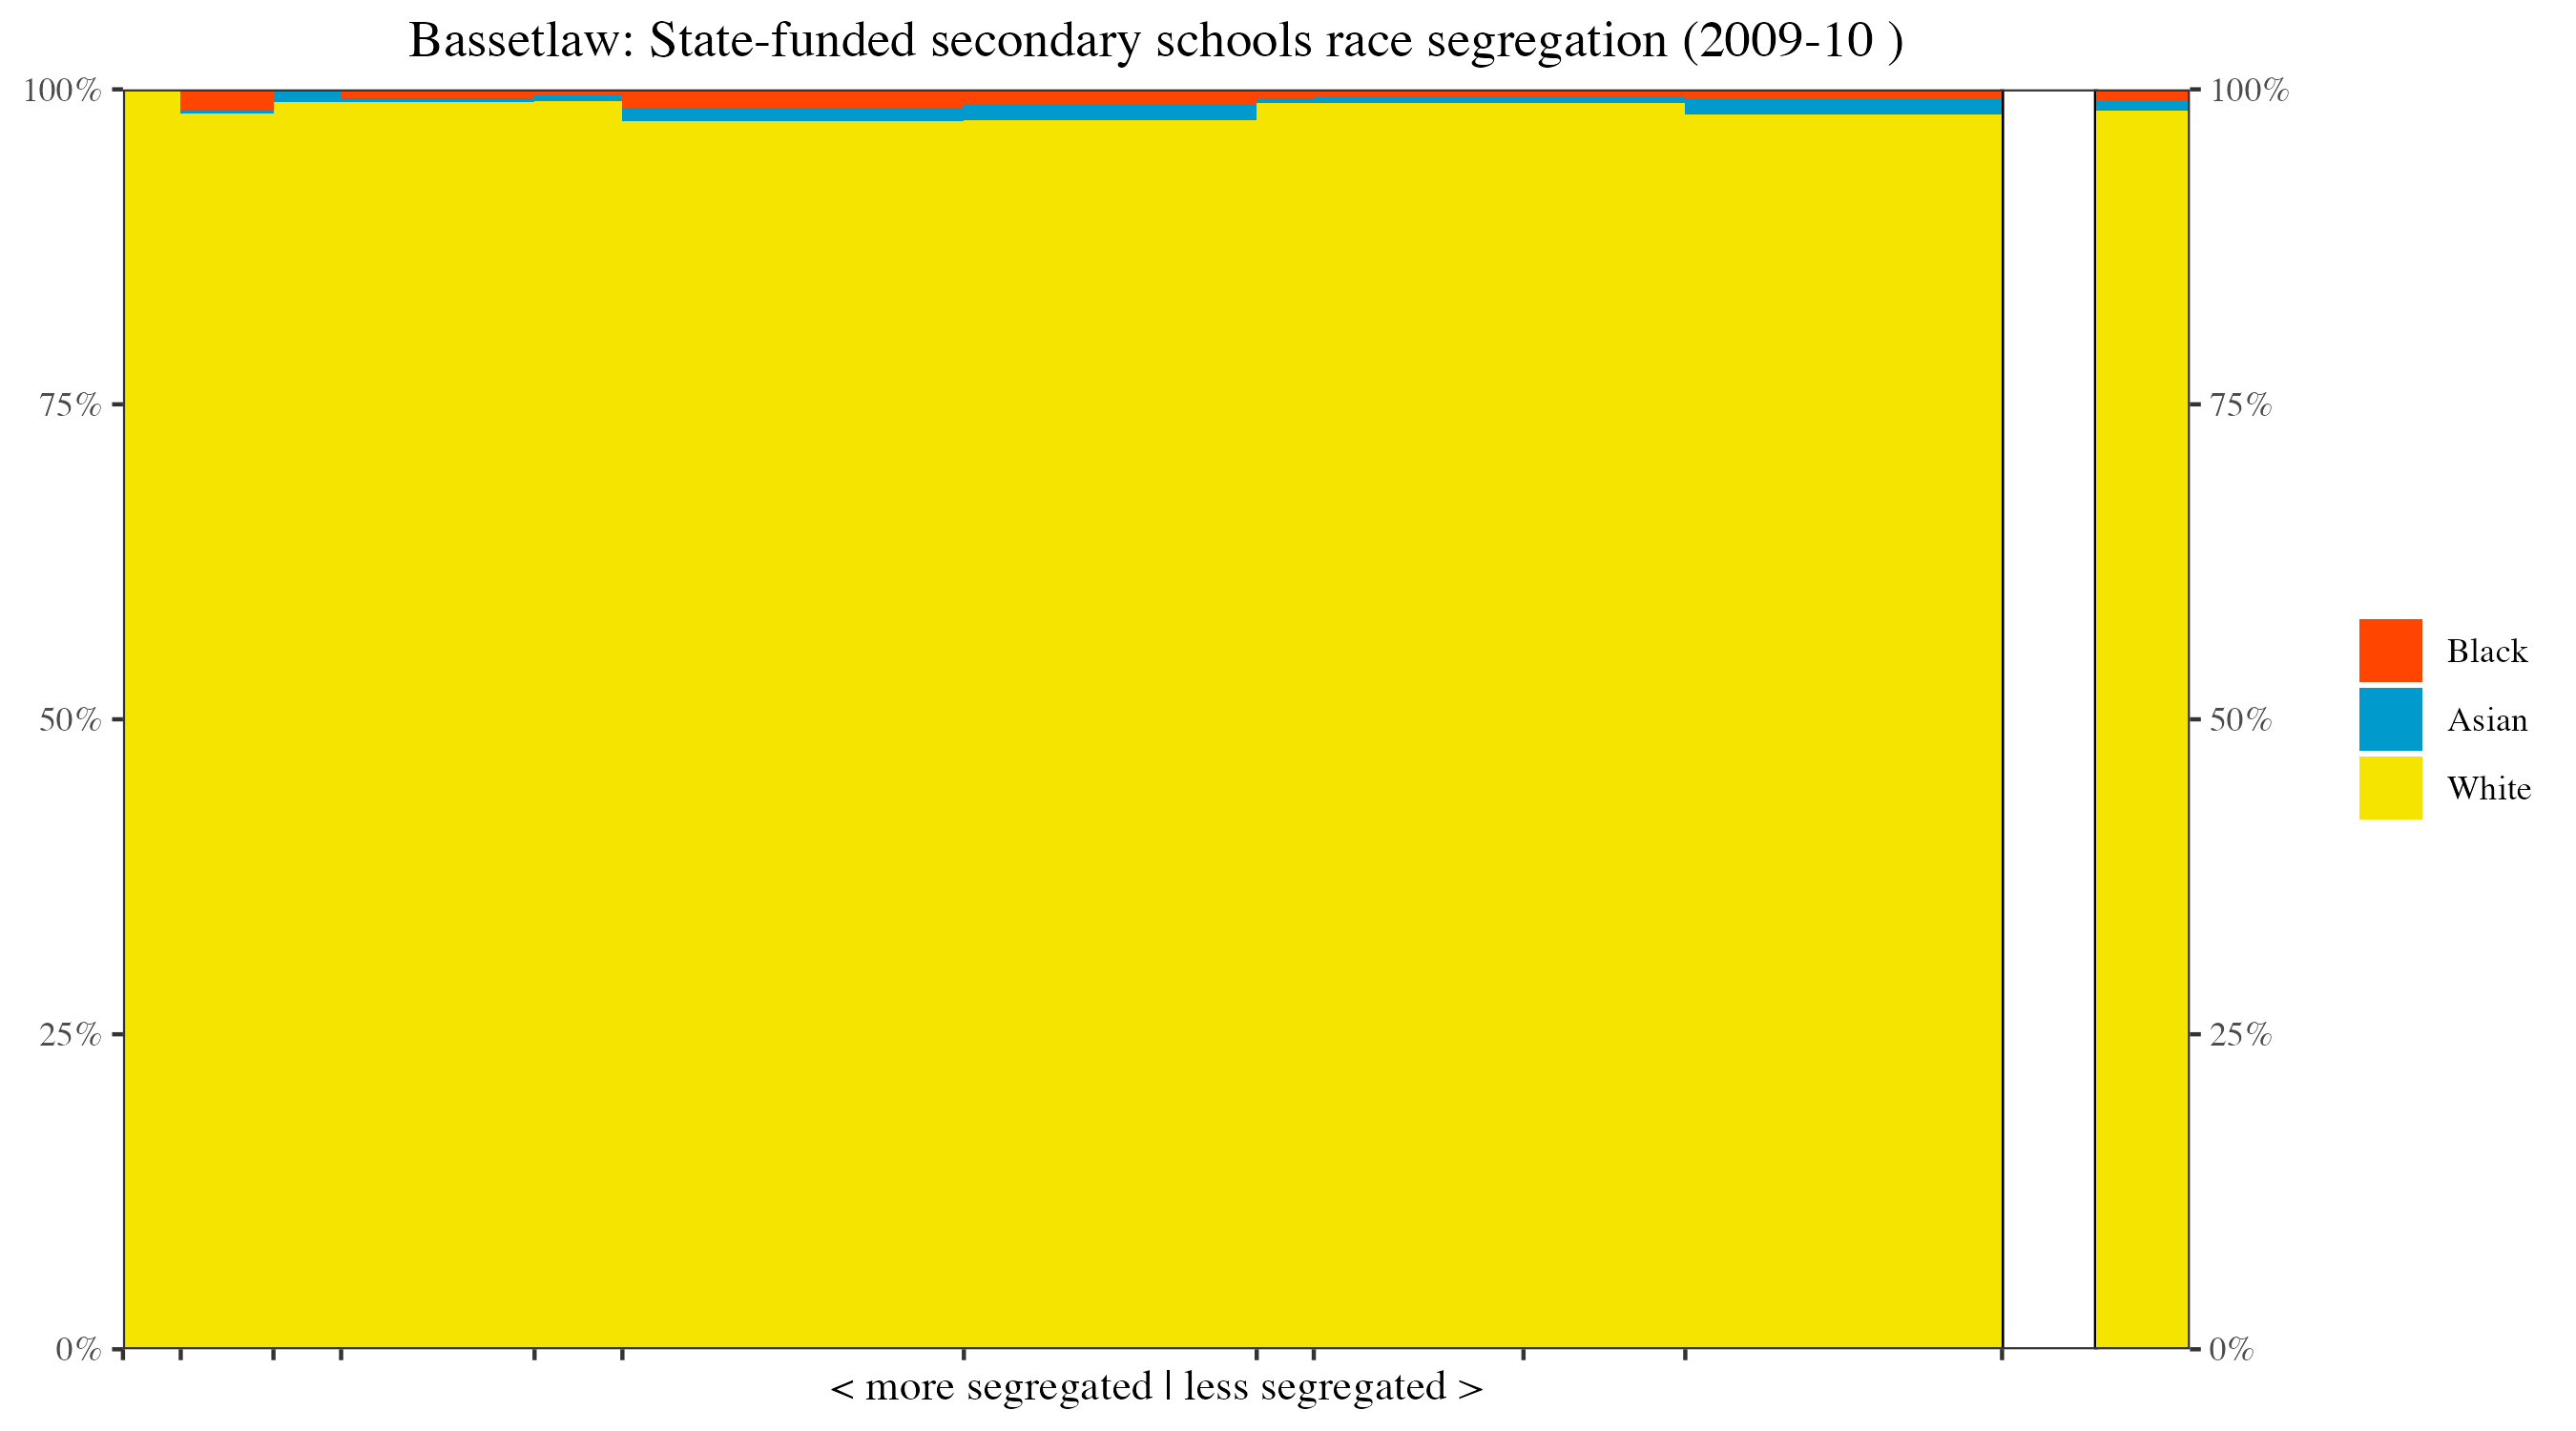 Bassetlaw: State-funded secondary schools race segregation (2009-10 )
100%
75%
50%
25%
0%
100%
75%
50%
25%
0%
Black
Asian
White
< more segregated | less segregated >